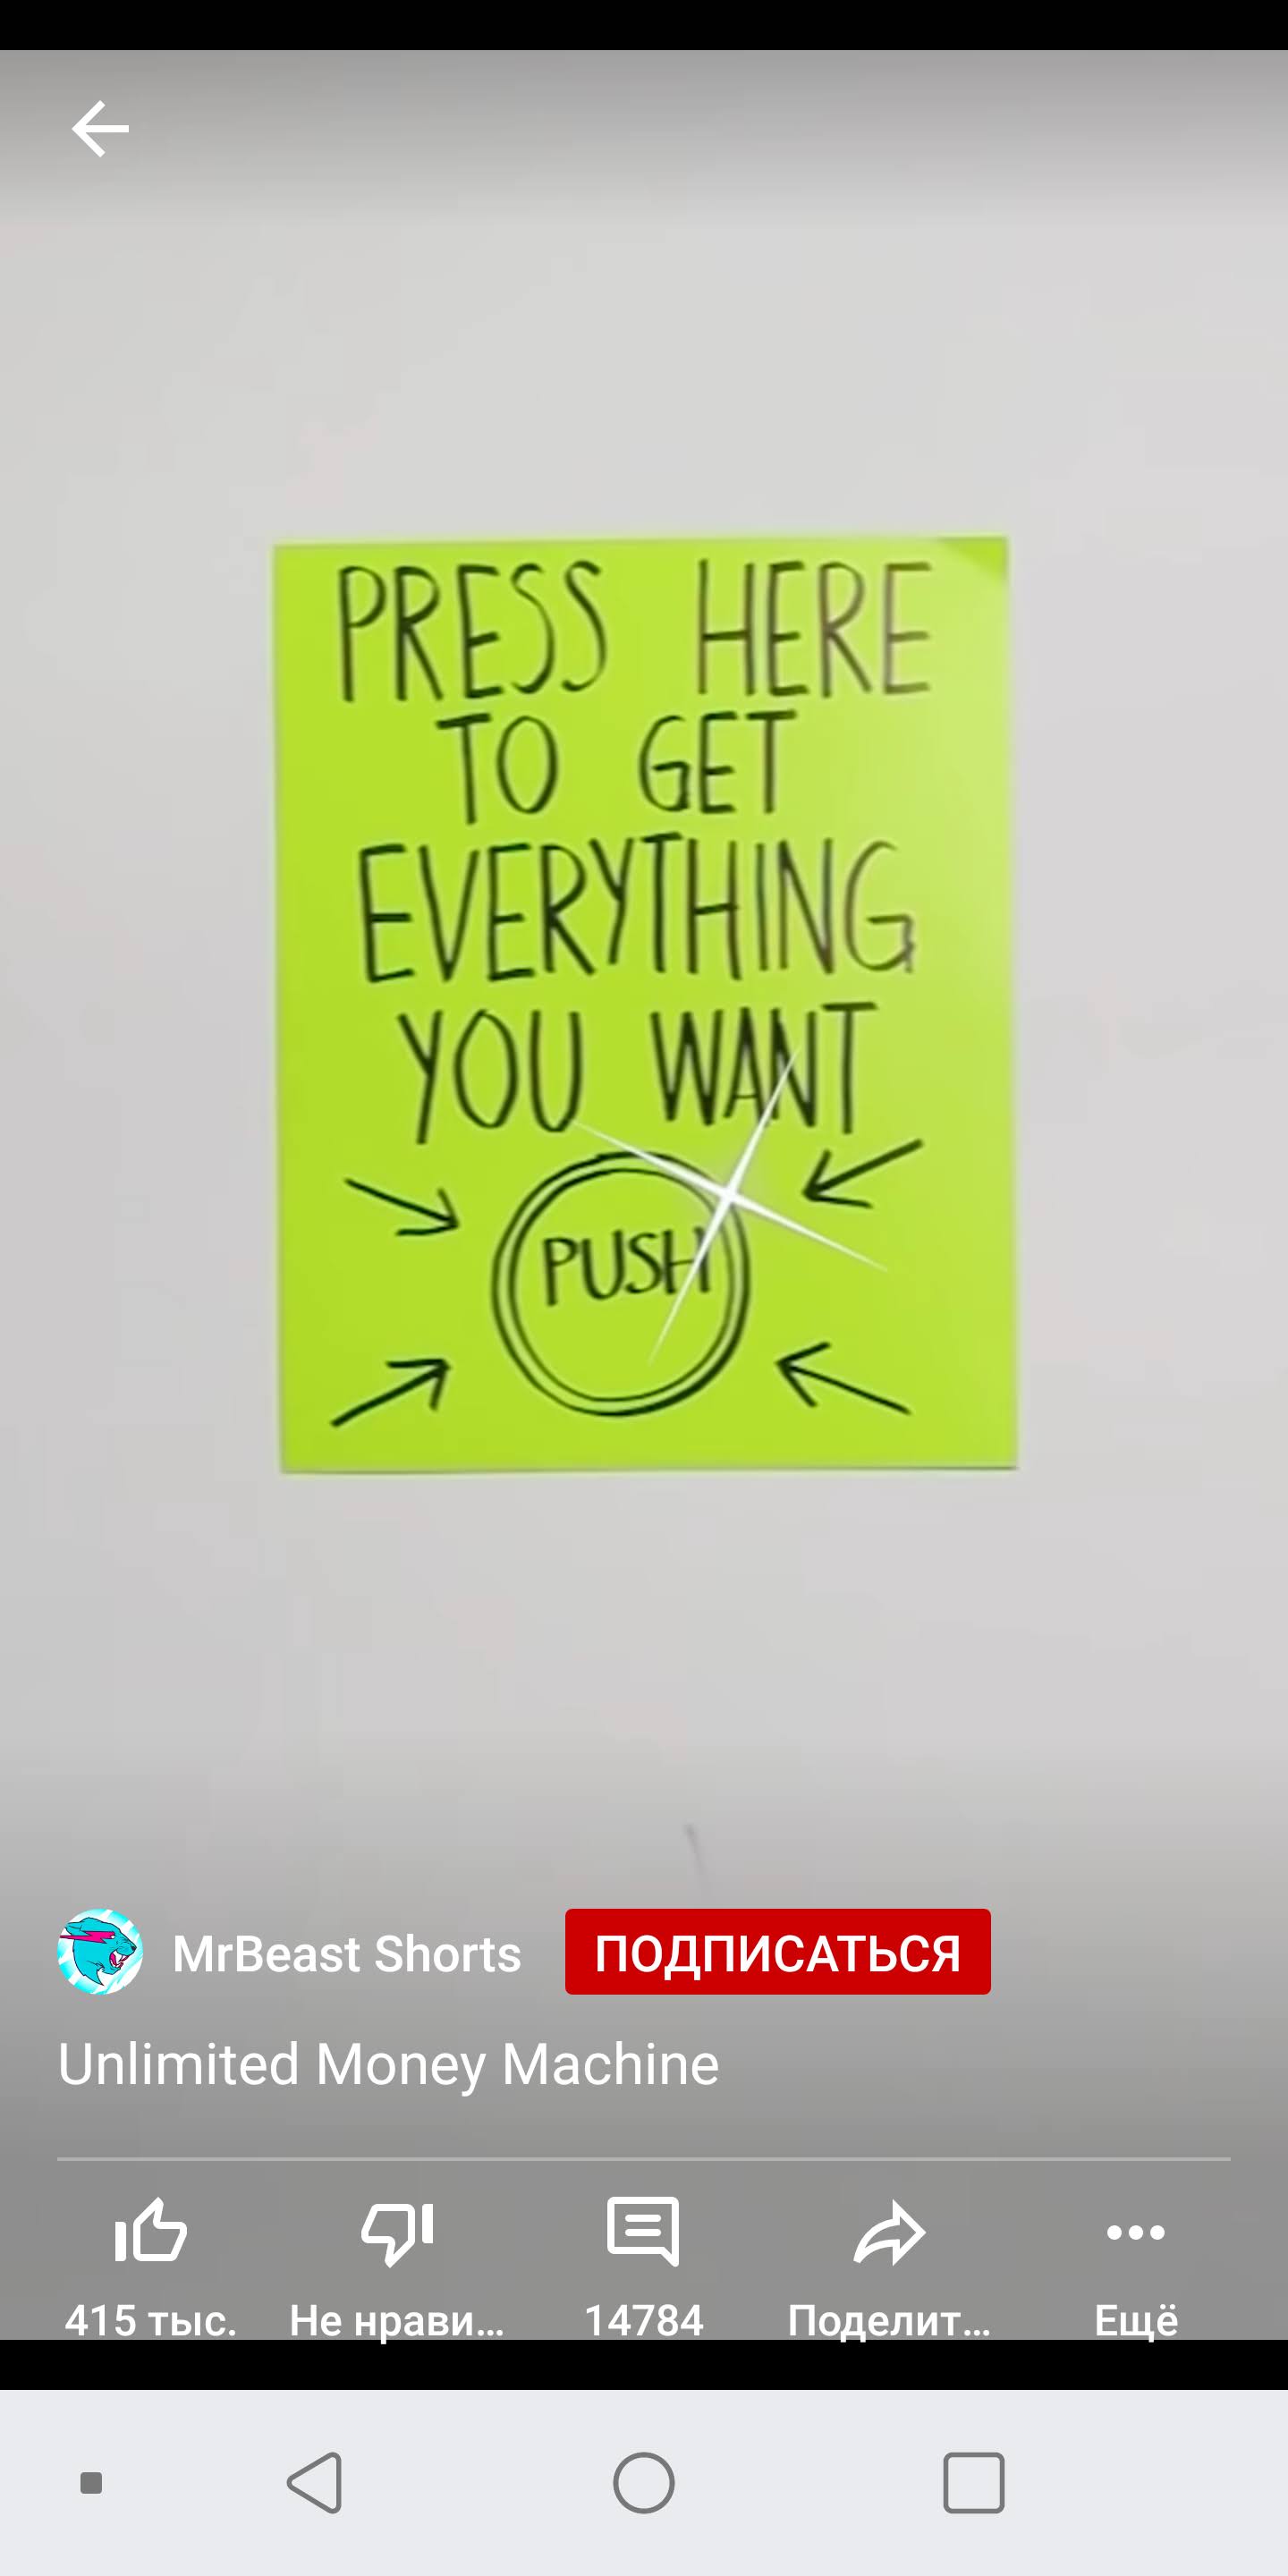 PRESS HERE
TO GET
EVERYTHING
YOU WANT
PUSH
MrBeast Shorts
ПОДПИСАТЬСЯ
Unlimited Money Machine
415 тыс. Не нрави... 14784 Поделит... Ещё